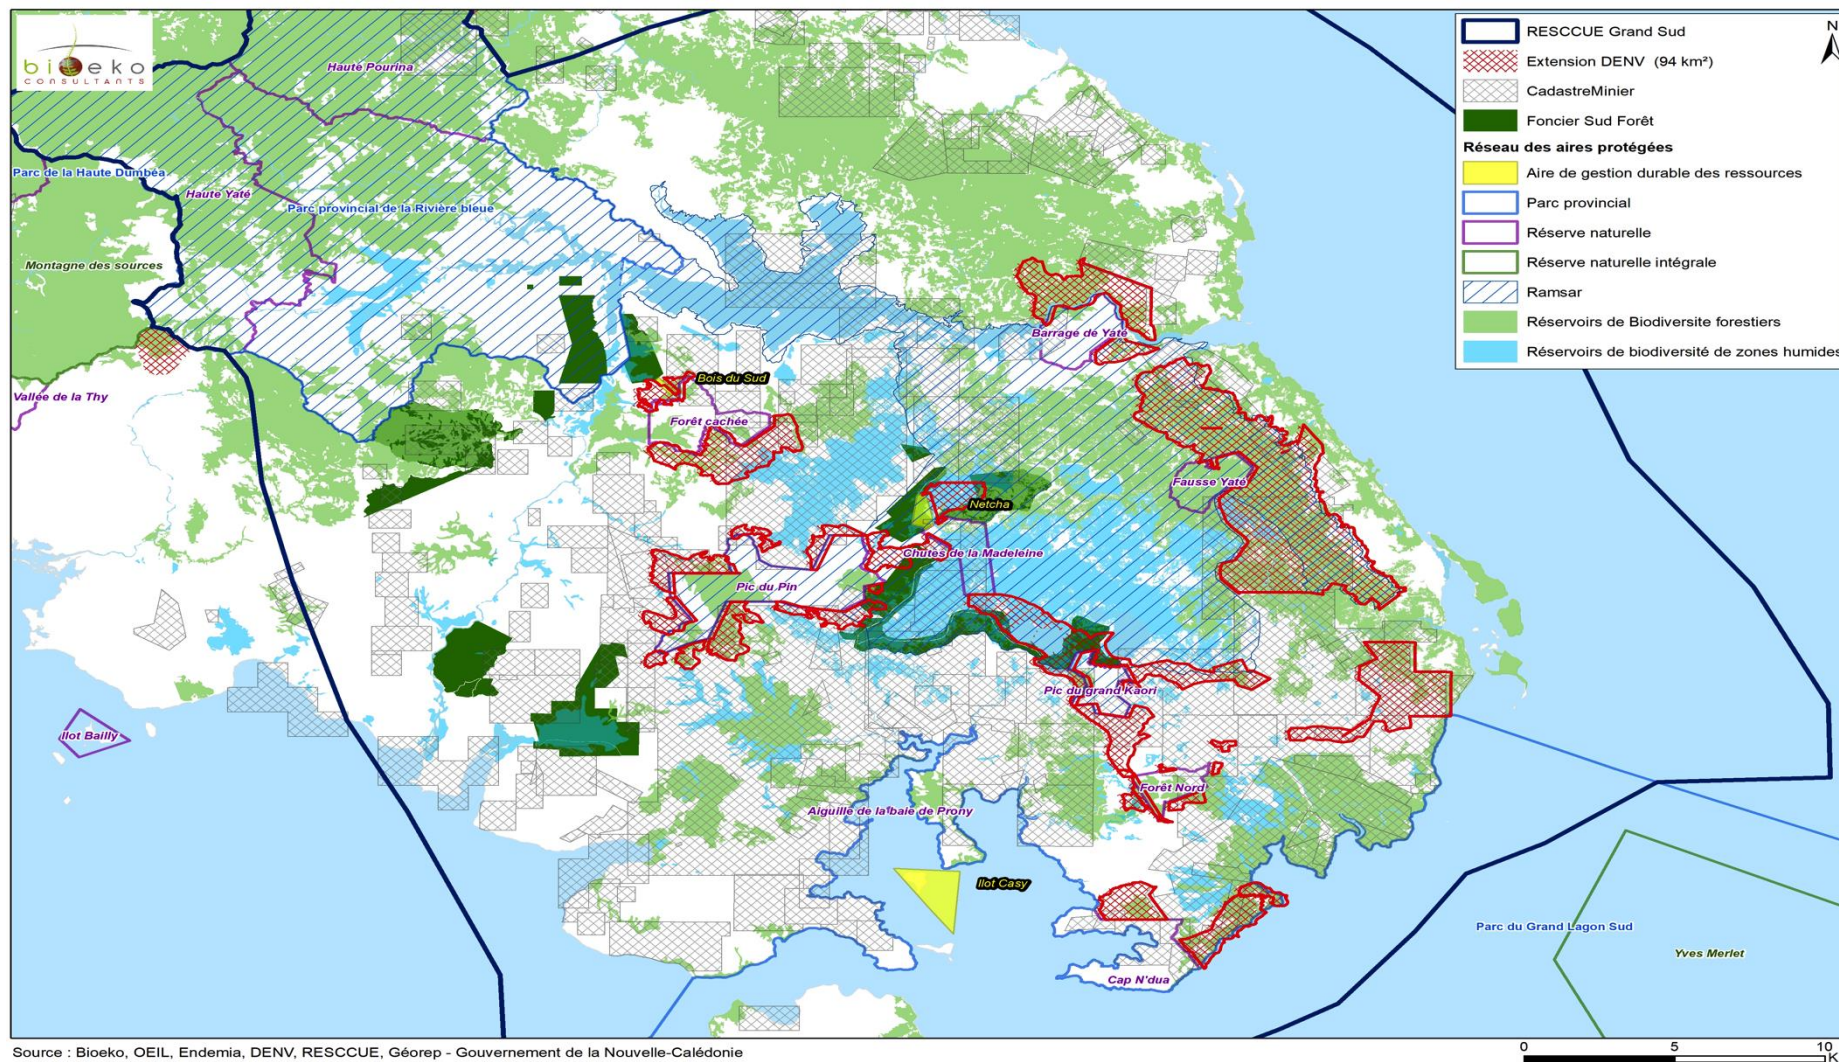 bioeko
CONSULTANTS
RESCCUE Grand Sud
Extension DENV (94 km²)
CadastreMinier
Foncier Sud Forêt
Réseau des aires protégées
Aire de gestion durable des ressources
Parc provincial
Réserve naturelle
Réserve naturelle intégrale
Ramsar
Réservoirs de Biodiversite forestiers
Réservoirs de biodiversité de zones humides
N
Haute Pourina
Parc de la Haute Dumbéa
Haute Yaté
Parc provincial de la Rivière bleue
Montagne des sources
Barrage de Yaté
Vallée de la Thy
Bois du Sud
Forêt cachée
Fausse Yaté
Netcha
Chutes de la Madeleine
Pic du Pin
Pic du grand Kaori
Ilot Bailly
Forêt Nord
Aiguille de la baie de Prony
Ilot Casy
Parc du Grand Lagon Sud
Yves Merlet
Cap N'dua
Source : Bioeko, OEIL, Endemia, DENV, RESCCUE, Géorep - Gouvernement de la Nouvelle-Calédonie
0 5 10
K